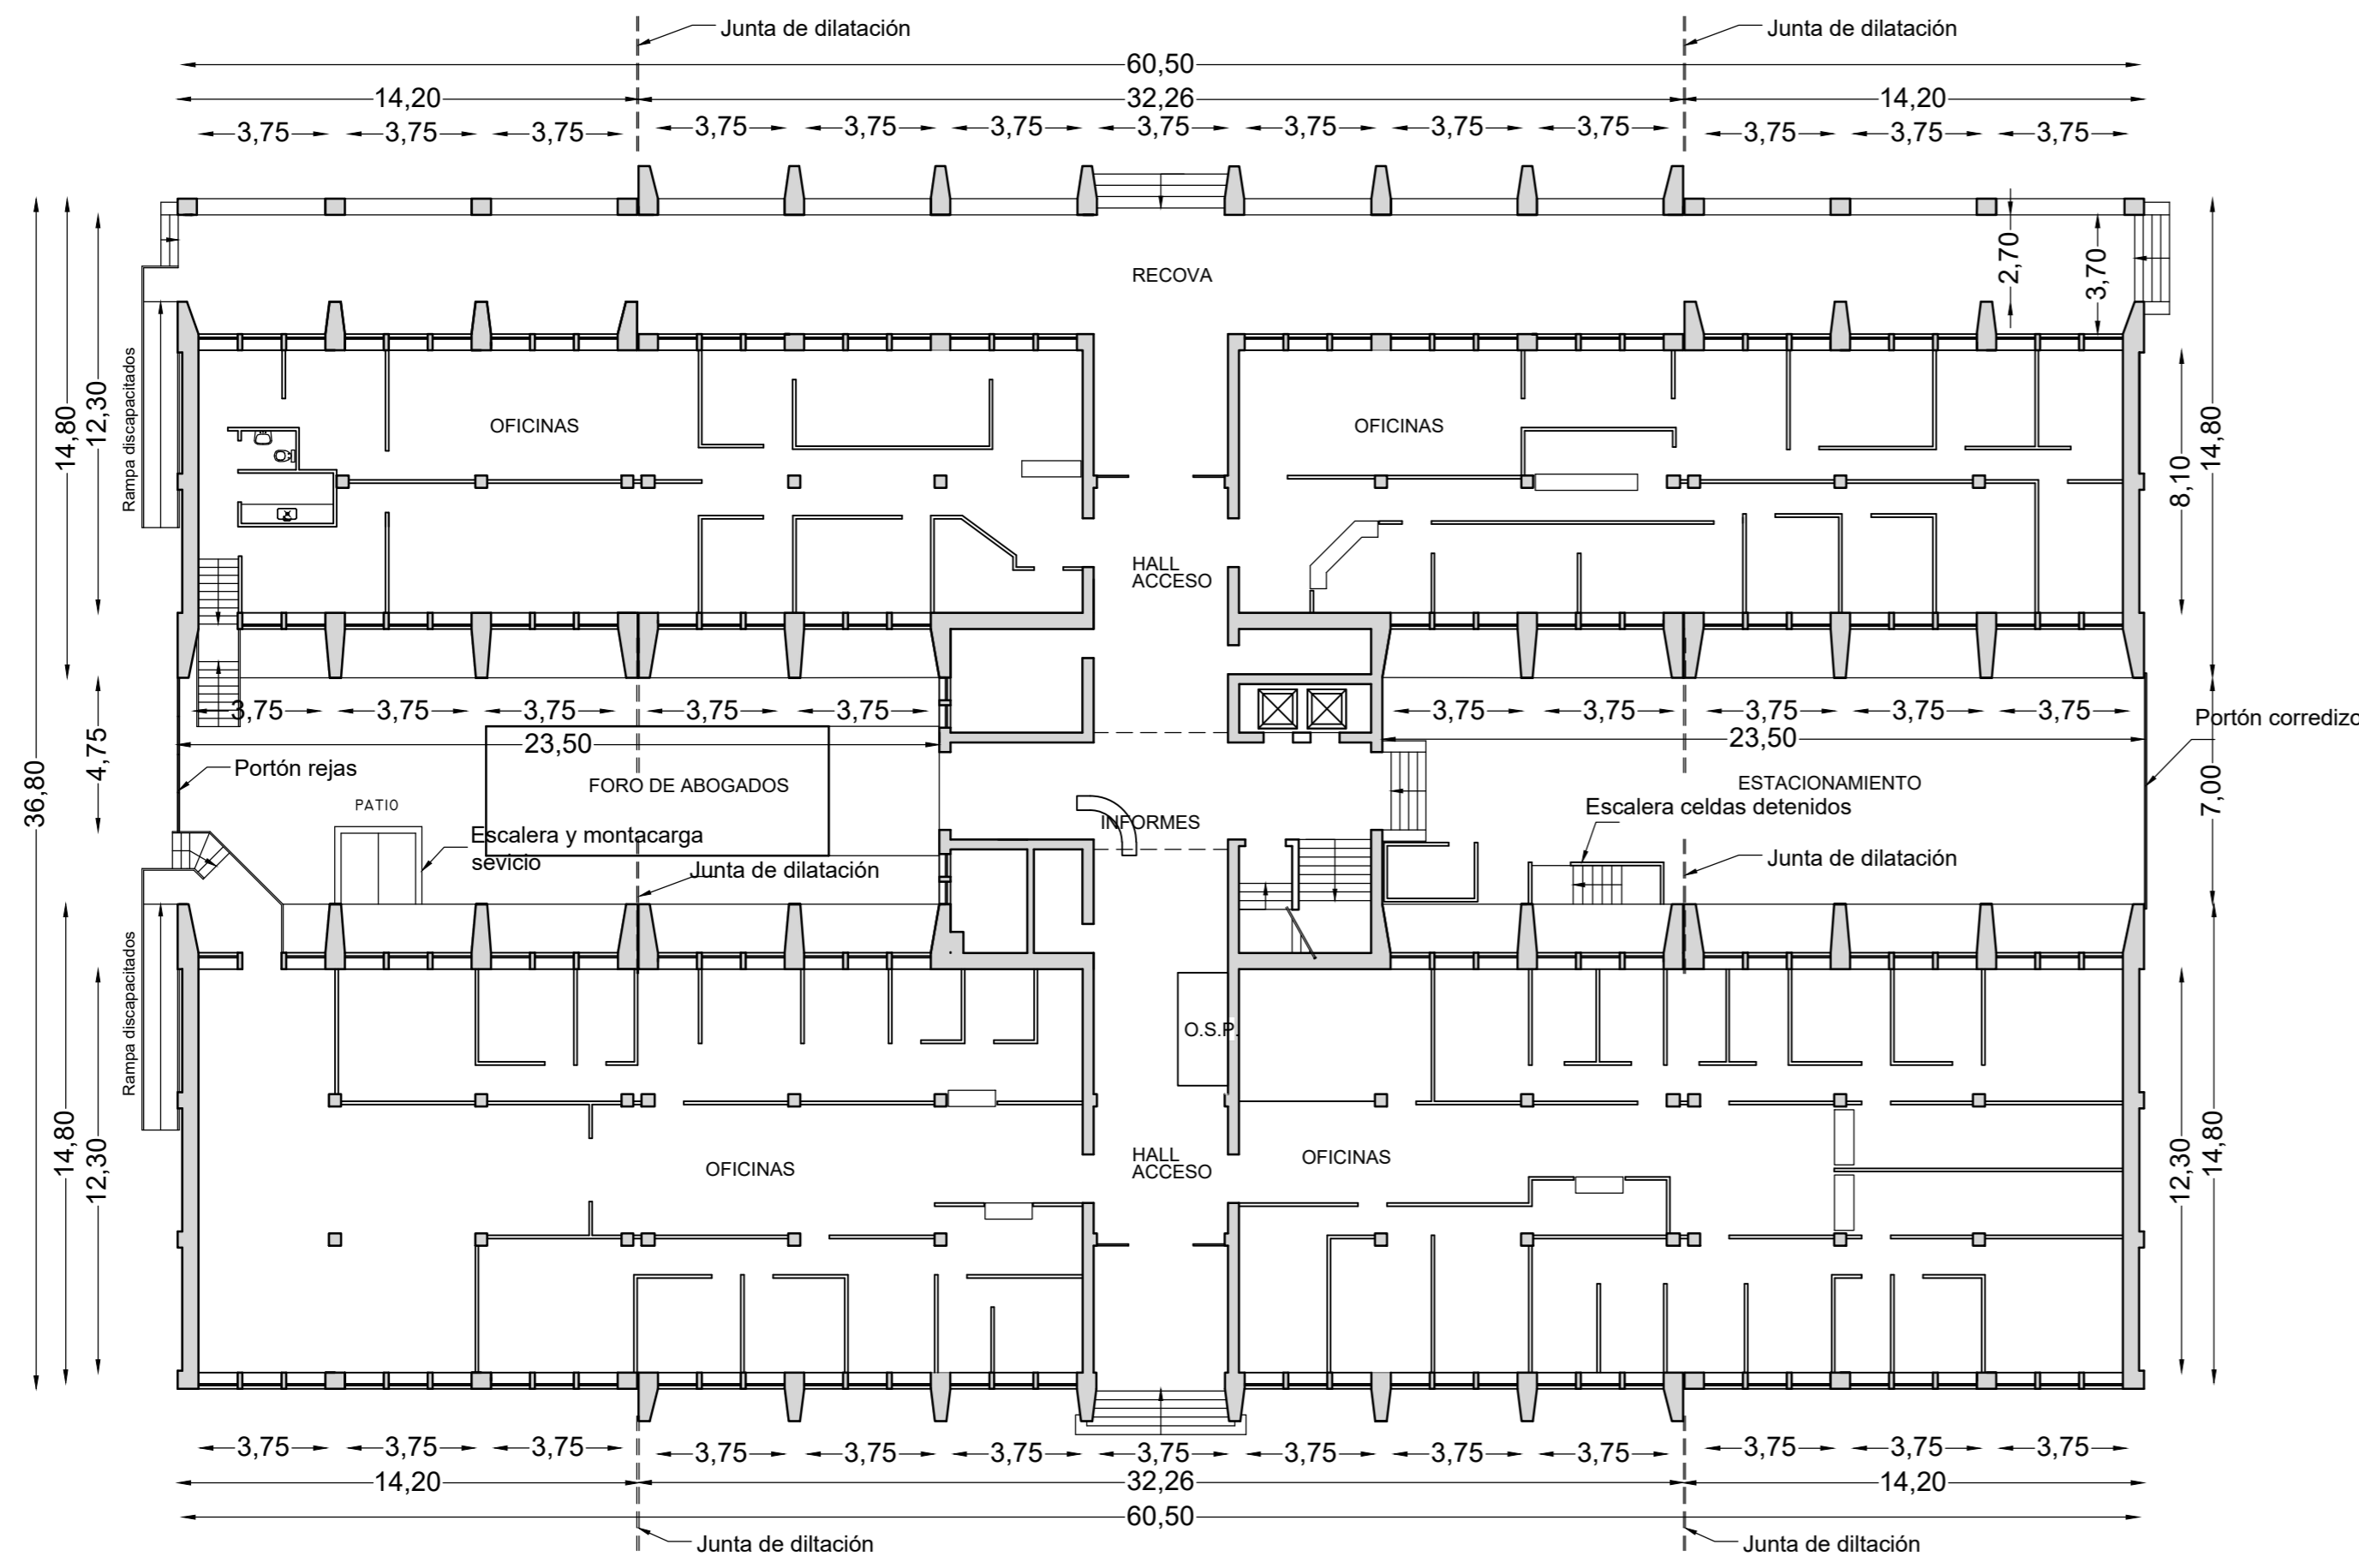 Junta de dilatación Junta de dilatación
60,50
14,20 32,26 14,20
3,75 3,75 3,75 3,75 3,75 3,75 3,75 3,75 3,75 3,75 3,75 3,75 3,75
2,70
3,70
RECOVA
Rampa discapacitados
14,80
12,30
OFICINAS OFICINAS
8,10
14,80
HALL
ACCESO
3,75 3,75 3,75 3,75 3,75 3,75 3,75 3,75 3,75 3,75
Portón corredizo
23,50 23,50
36,80
4,75
7,00
Portón rejas
FORO DE ABOGADOS
ESTACIONAMIENTO
PATIO
Escalera celdas detenidos
INFORMES
Escalera y montacarga
sevicio
Junta de dilatación
Junta de dilatación
Rampa discapacitados
O.S.P.
14,80
12,30
HALL
ACCESO
OFICINAS
OFICINAS
12,30
14,80
3,75 3,75 3,75 3,75 3,75 3,75 3,75 3,75 3,75 3,75 3,75 3,75 3,75
14,20 32,26 14,20
60,50
Junta de diltación Junta de diltación